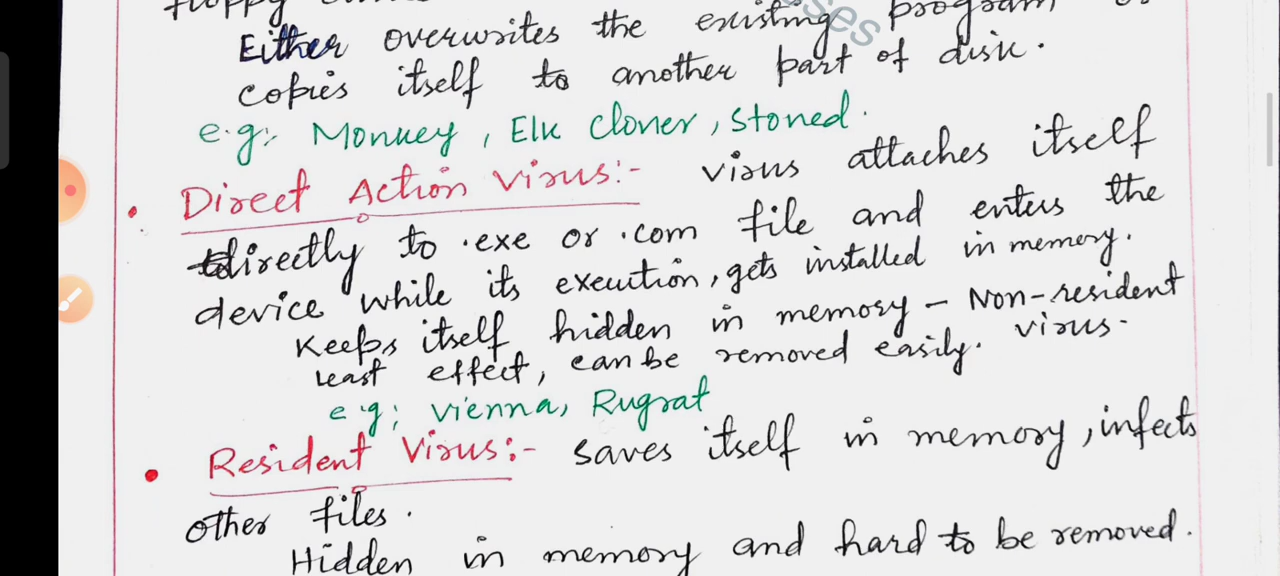 floppy
Either overwrites the existing program
copies itself to another part of disk.
e.g: Monkey, Elk Cloner, Stoned.
Direct Action Virus:- Virus attaches itself
directly to .exe or .com file and enters the
device while its execution, gets installed in memory.
Keeps itself hidden in memory - Non-resident virus.
Least effect, can be removed easily.
e.g; Vienna, Rugrat
Resident Virus:- Saves itself in memory, infects
other files.
Hidden in memory and hard to be removed.